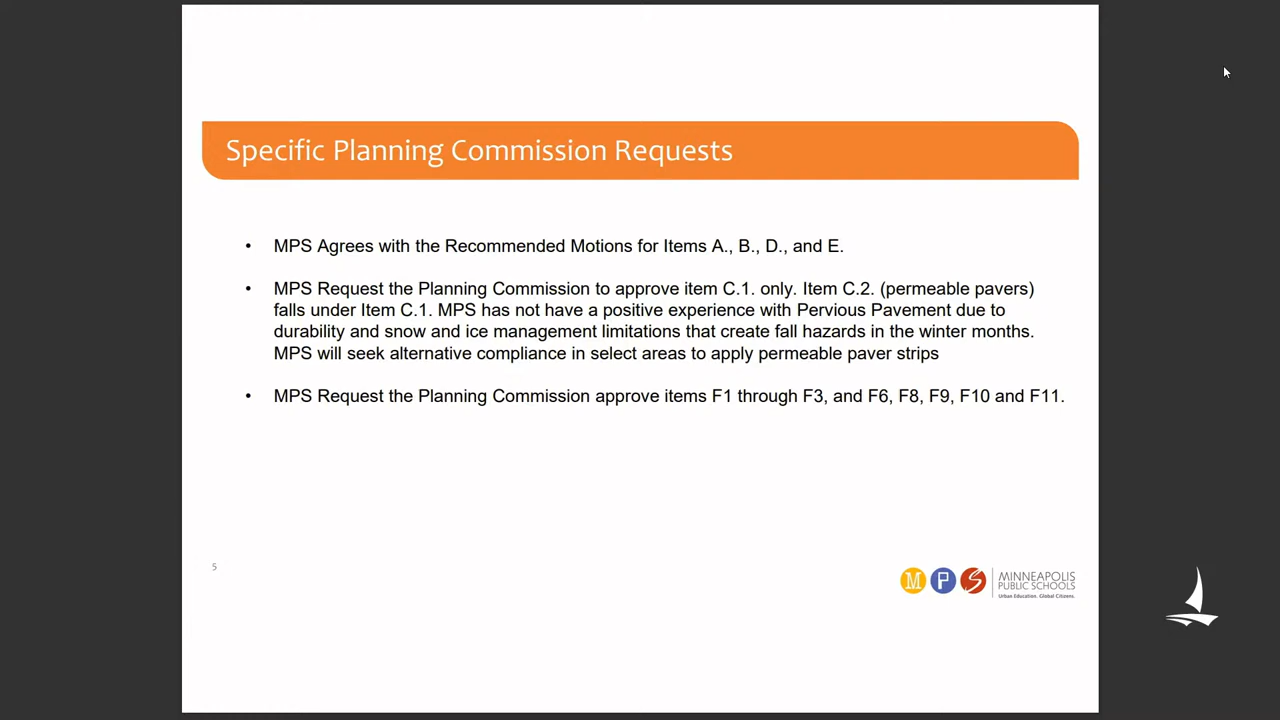 Specific Planning Commission Requests
• MPS Agrees with the Recommended Motions for Items A., B., D., and E.
• MPS Request the Planning Commission to approve item C.1. only. Item C.2. (permeable pavers)
falls under Item C.1. MPS has not have a positive experience with Pervious Pavement due to
durability and snow and ice management limitations that create fall hazards in the winter months.
MPS will seek alternative compliance in select areas to apply permeable paver strips
• MPS Request the Planning Commission approve items F1 through F3, and F6, F8, F9, F10 and F11.
5
M P S
MINNEAPOLIS
PUBLIC SCHOOLS
Urban Education. Global Citizens.